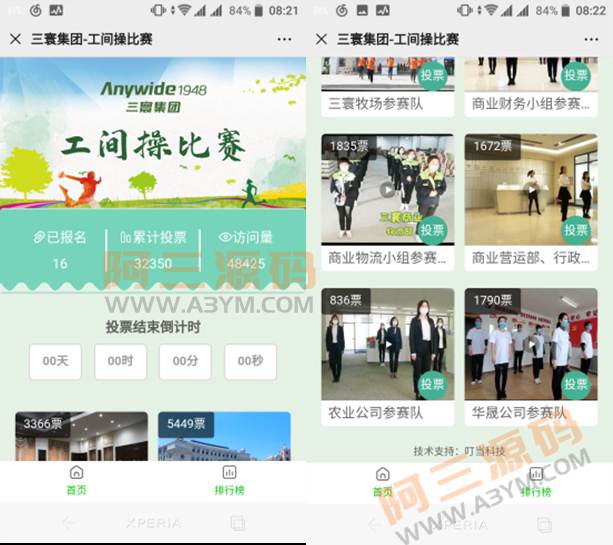 84% 08:21
三寰集团-工间操比赛
Anywide 1948
三寰集团
工间操比赛
已报名 累计投票 访问量
16 32350 48425
投票结束倒计时
00天 00时 00分 00秒
3366票 5449票
首页 排行榜
XPERIA
84% 08:22
三寰集团-工间操比赛
投票 投票
三寰牧场参赛队 商业财务小组参赛...
1835票 1672票
三寰商业
投票 投票
商业物流小组参赛... 商业营运部、行政...
836票 1790票
投票 投票
农业公司参赛队 华晟公司参赛队
技术支持：叮当科技
首页 排行榜
阿三源码
WWW.A3YM.COM
阿三源码
WWW.A3YM.COM